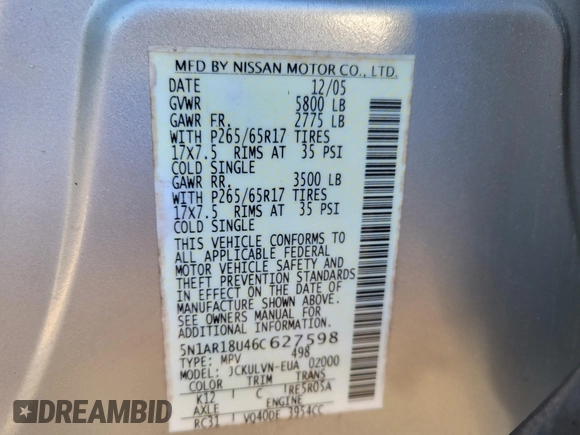 MFD BY NISSAN MOTOR CO., LTD.
DATE 12/05
GVWR 5800 LB
GAWR FR. 2775 LB
WITH P265/65R17 TIRES
17X7.5 RIMS AT 35 PSI
COLD SINGLE
GAWR RR. 3500 LB
WITH P265/65R17 TIRES
17X7.5 RIMS AT 35 PSI
COLD SINGLE
THIS VEHICLE CONFORMS TO
ALL APPLICABLE FEDERAL
MOTOR VEHICLE SAFETY AND
THEFT PREVENTION STANDARDS
IN EFFECT ON THE DATE OF
MANUFACTURE SHOWN ABOVE.
SEE OWNERS MANUAL FOR
ADDITIONAL INFORMATION.
5N1AR18U46C627598
TYPE: MPV 498
MODEL: JCKULVN-EUA 02000
COLOR TRIM TRANS
K12 C RE5R05A
AXLE ENGINE
RC31 VQ40DE 3954CC
DREAMBID